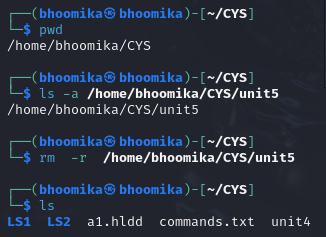 ┌──(bhoomika㉿bhoomika)-[~/CYS]
└─$ pwd
/home/bhoomika/CYS
┌──(bhoomika㉿bhoomika)-[~/CYS]
└─$ ls -a /home/bhoomika/CYS/unit5
/home/bhoomika/CYS/unit5
┌──(bhoomika㉿bhoomika)-[~/CYS]
└─$ rm  -r  /home/bhoomika/CYS/unit5
┌──(bhoomika㉿bhoomika)-[~/CYS]
└─$ ls
LS1  LS2  a1.hldd  commands.txt  unit4